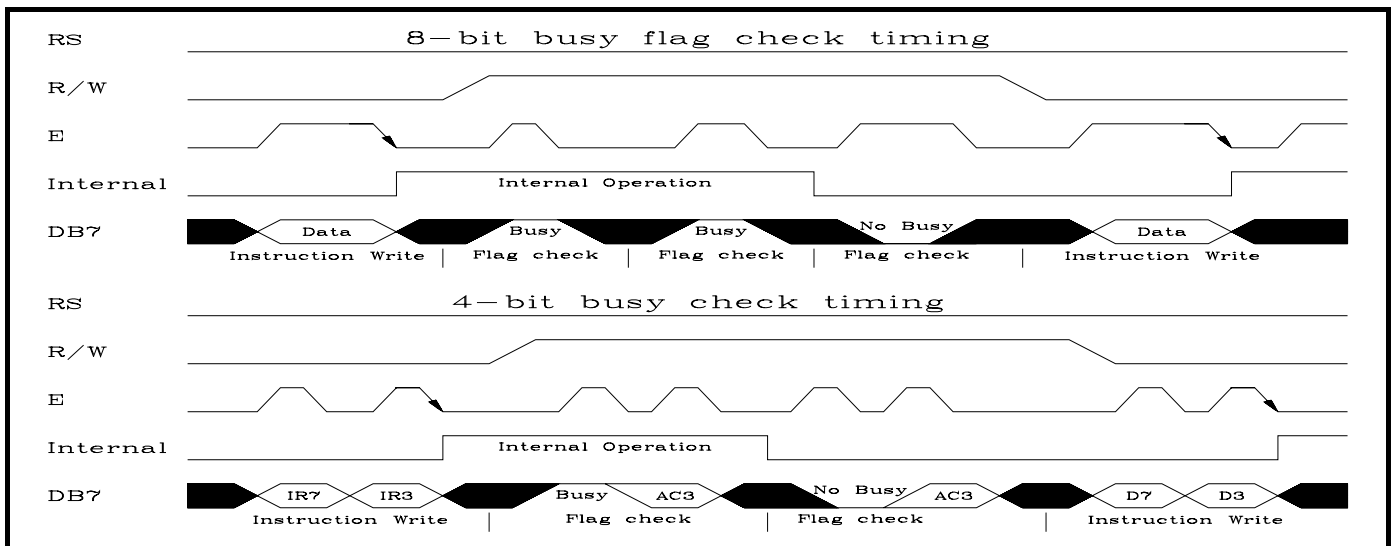 RS 8-bit busy flag check timing
R/W
E
Internal Internal Operation
DB7 Data Busy Busy No Busy Data
Instruction Write Flag check Flag check Flag check Instruction Write
RS 4-bit busy check timing
R/W
E
Internal Internal Operation
DB7 IR7 IR3 Busy AC3 No Busy AC3 D7 D3
Instruction Write Flag check Flag check Instruction Write